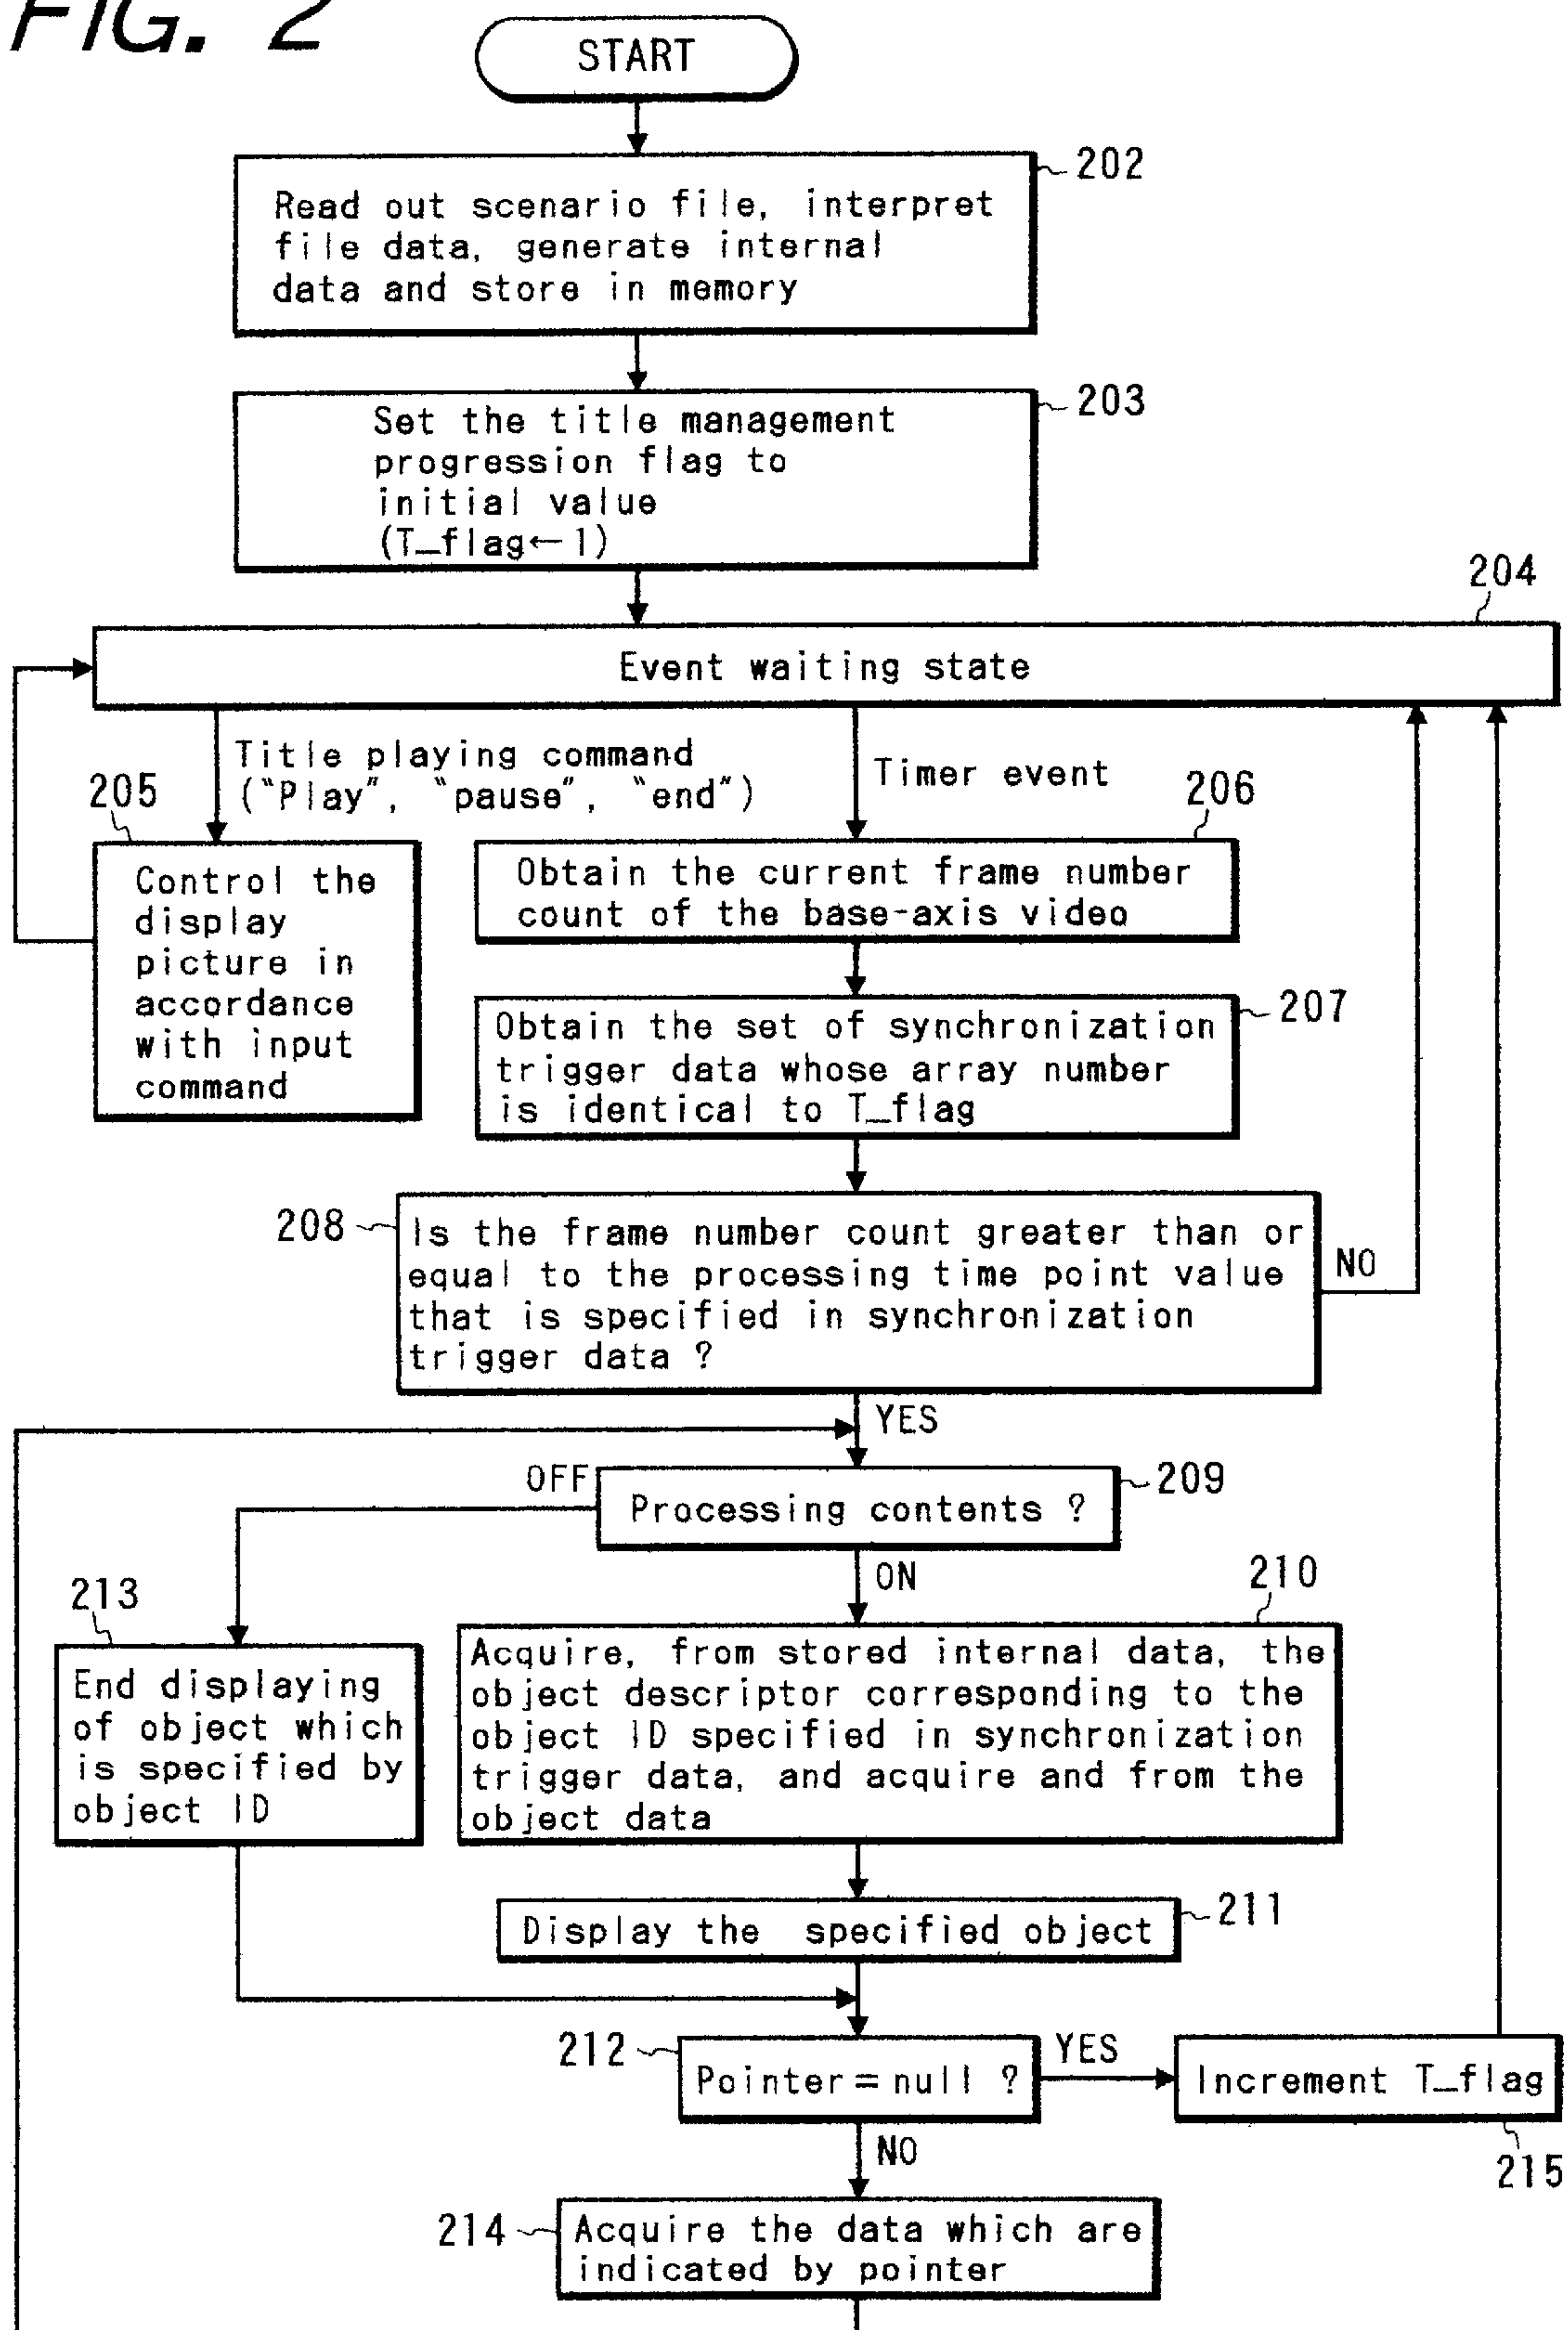 FIG. 2
START
202
Read out scenario file, interpret
file data, generate internal
data and store in memory
203
Set the title management
progression flag to
initial value
(T_flag←1)
204
Event waiting state
Title playing command
("Play", "pause", "end")
Timer event
205
206
Control the
display
picture in
accordance
with input
command
Obtain the current frame number
count of the base-axis video
207
Obtain the set of synchronization
trigger data whose array number
is identical to T_flag
208
Is the frame number count greater than or
equal to the processing time point value
that is specified in synchronization
trigger data ?
NO
YES
OFF
209
Processing contents ?
ON
210
213
End displaying
of object which
is specified by
object ID
Acquire, from stored internal data, the
object descriptor corresponding to the
object ID specified in synchronization
trigger data, and acquire and from the
object data
211
Display the specified object
212
Pointer=null ?
YES
Increment T_flag
215
NO
214
Acquire the data which are
indicated by pointer